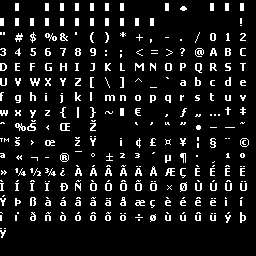 !
" # $ % & ' ( ) * + , - . / 0 1 2
3 4 5 6 7 8 9 : ; < = > ? @ A B C
D E F G H I J K L M N O P Q R S T
U V W X Y Z [ \ ] ^ _ ` a b c d e
f g h i j k l m n o p q r s t u v
w x y z { | } ~ € ‚ ƒ „ … † ‡
ˆ ‰ Š ‹ Œ Ž ‘ ’ “ ” • – — ˜
™ š › œ ž Ÿ ¡ ¢ £ ¤ ¥ ¦ § ¨ ©
ª « ¬ - ® ¯ ° ± ² ³ ´ µ ¶ · ¸ ¹ º
» ¼ ½ ¾ ¿ À Á Â Ã Ä Å Æ Ç È É Ê Ë
Ì Í Î Ï Ð Ñ Ò Ó Ô Õ Ö × Ø Ù Ú Û Ü
Ý Þ ß à á â ã ä å æ ç è é ê ë ì í
î ï ð ñ ò ó ô õ ö ÷ ø ù ú û ü ý þ
ÿ